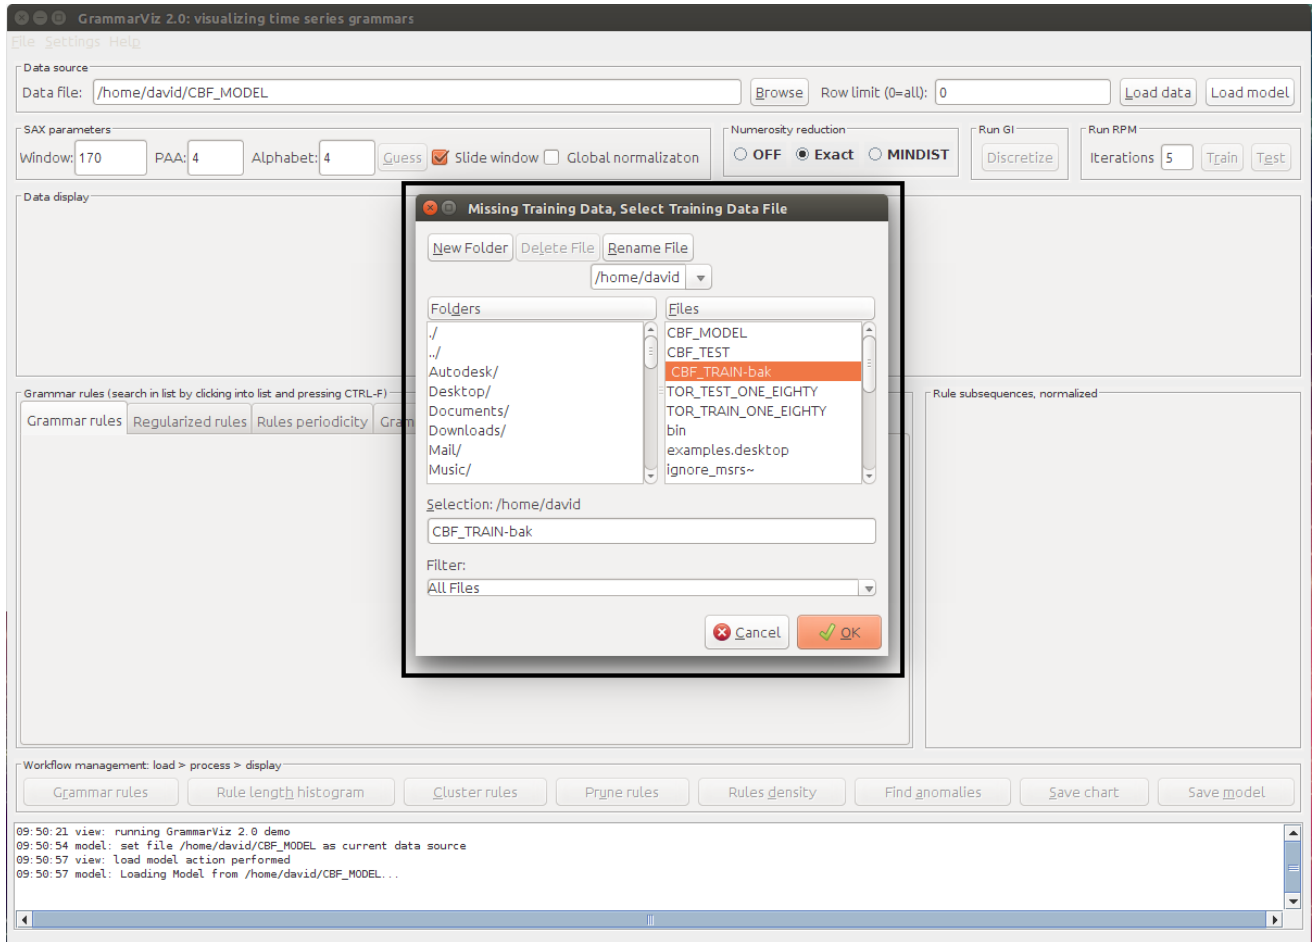 GrammarViz 2.0: visualizing time series grammars
File Settings Help
Data source
Data file: /home/david/CBF_MODEL Browse Row limit (0=all): 0 Load data Load model
SAX parameters Numerosity reduction Run GI Run RPM
Window: 170 PAA: 4 Alphabet: 4 Guess Slide window Global normalizaton OFF Exact MINDIST Discretize Iterations 5 Train Test
Data display
Missing Training Data, Select Training Data File
New Folder Delete File Rename File
/home/david
Folders Files
./ CBF_MODEL
../ CBF_TEST
Autodesk/ CBF_TRAIN-bak
Desktop/ TOR_TEST_ONE_EIGHTY
Documents/ TOR_TRAIN_ONE_EIGHTY
Downloads/ bin
Mail/ examples.desktop
Music/ ignore_msrs~
Selection: /home/david
CBF_TRAIN-bak
Filter:
All Files
Cancel OK
Grammar rules (search in list by clicking into list and pressing CTRL-F) Rule subsequences, normalized
Grammar rules Regularized rules Rules periodicity Gram
Workflow management: load > process > display
Grammar rules Rule length histogram Cluster rules Prune rules Rules density Find anomalies Save chart Save model
09:50:21 view: running GrammarViz 2.0 demo
09:50:54 model: set file /home/david/CBF_MODEL as current data source
09:50:57 view: load model action performed
09:50:57 model: Loading Model from /home/david/CBF_MODEL...